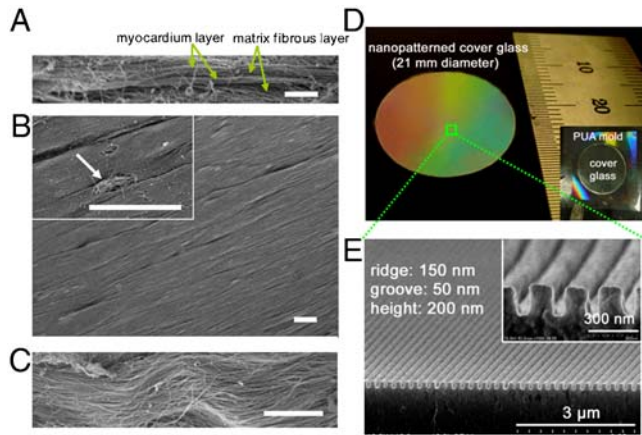 A
myocardium layer
matrix fibrous layer
B
C
D
nanopatterned cover glass
(21 mm diameter)
10
20
PUA mold
cover
glass
E
ridge: 150 nm
groove: 50 nm
height: 200 nm
300 nm
3 µm